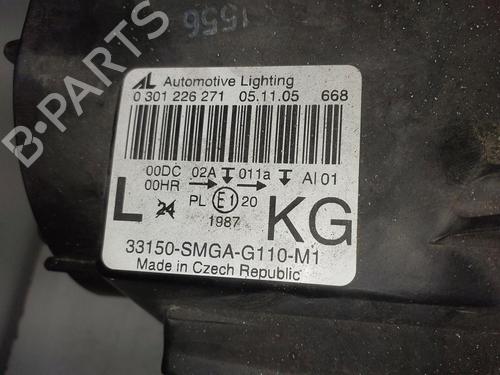 1556
AL Automotive Lighting
0 301 226 271 05.11.05 668
00DC 02A 011a AI 01
00HR
L 24 PL E1 20 KG
1987
33150-SMGA-G110-M1
Made in Czech Republic
B-PARTS